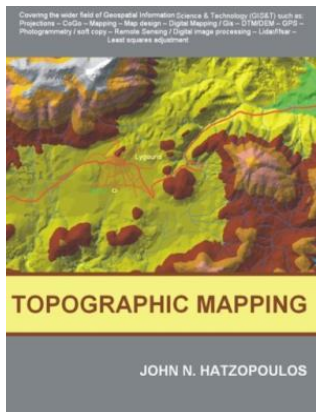 Covering the wider field of Geospatial Information Science & Technology (GIS&T) such as:
Projections – CoGo – Mapping – Map design – Digital Mapping / Gis – DTM/DEM – GPS –
Photogrammetry / soft copy – Remote Sensing / Digital image processing – Lidar/Ifsar –
Least squares adjustment
Lygourio
TOPOGRAPHIC MAPPING
JOHN N. HATZOPOULOS